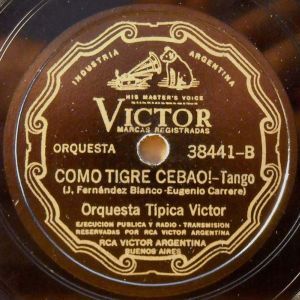 INDUSTRIA ARGENTINA
HIS MASTER'S VOICE
VICTOR
MARCAS REGISTRADAS
ORQUESTA 38441-B
COMO TIGRE CEBAO!-Tango
(J. Fernández Blanco-Eugenio Carrere)
Orquesta Típica Victor
EJECUCION PUBLICA Y RADIO - TRANSMISION
RESERVADAS POR RCA VICTOR ARGENTINA
RCA VICTOR ARGENTINA
BUENOS AIRES